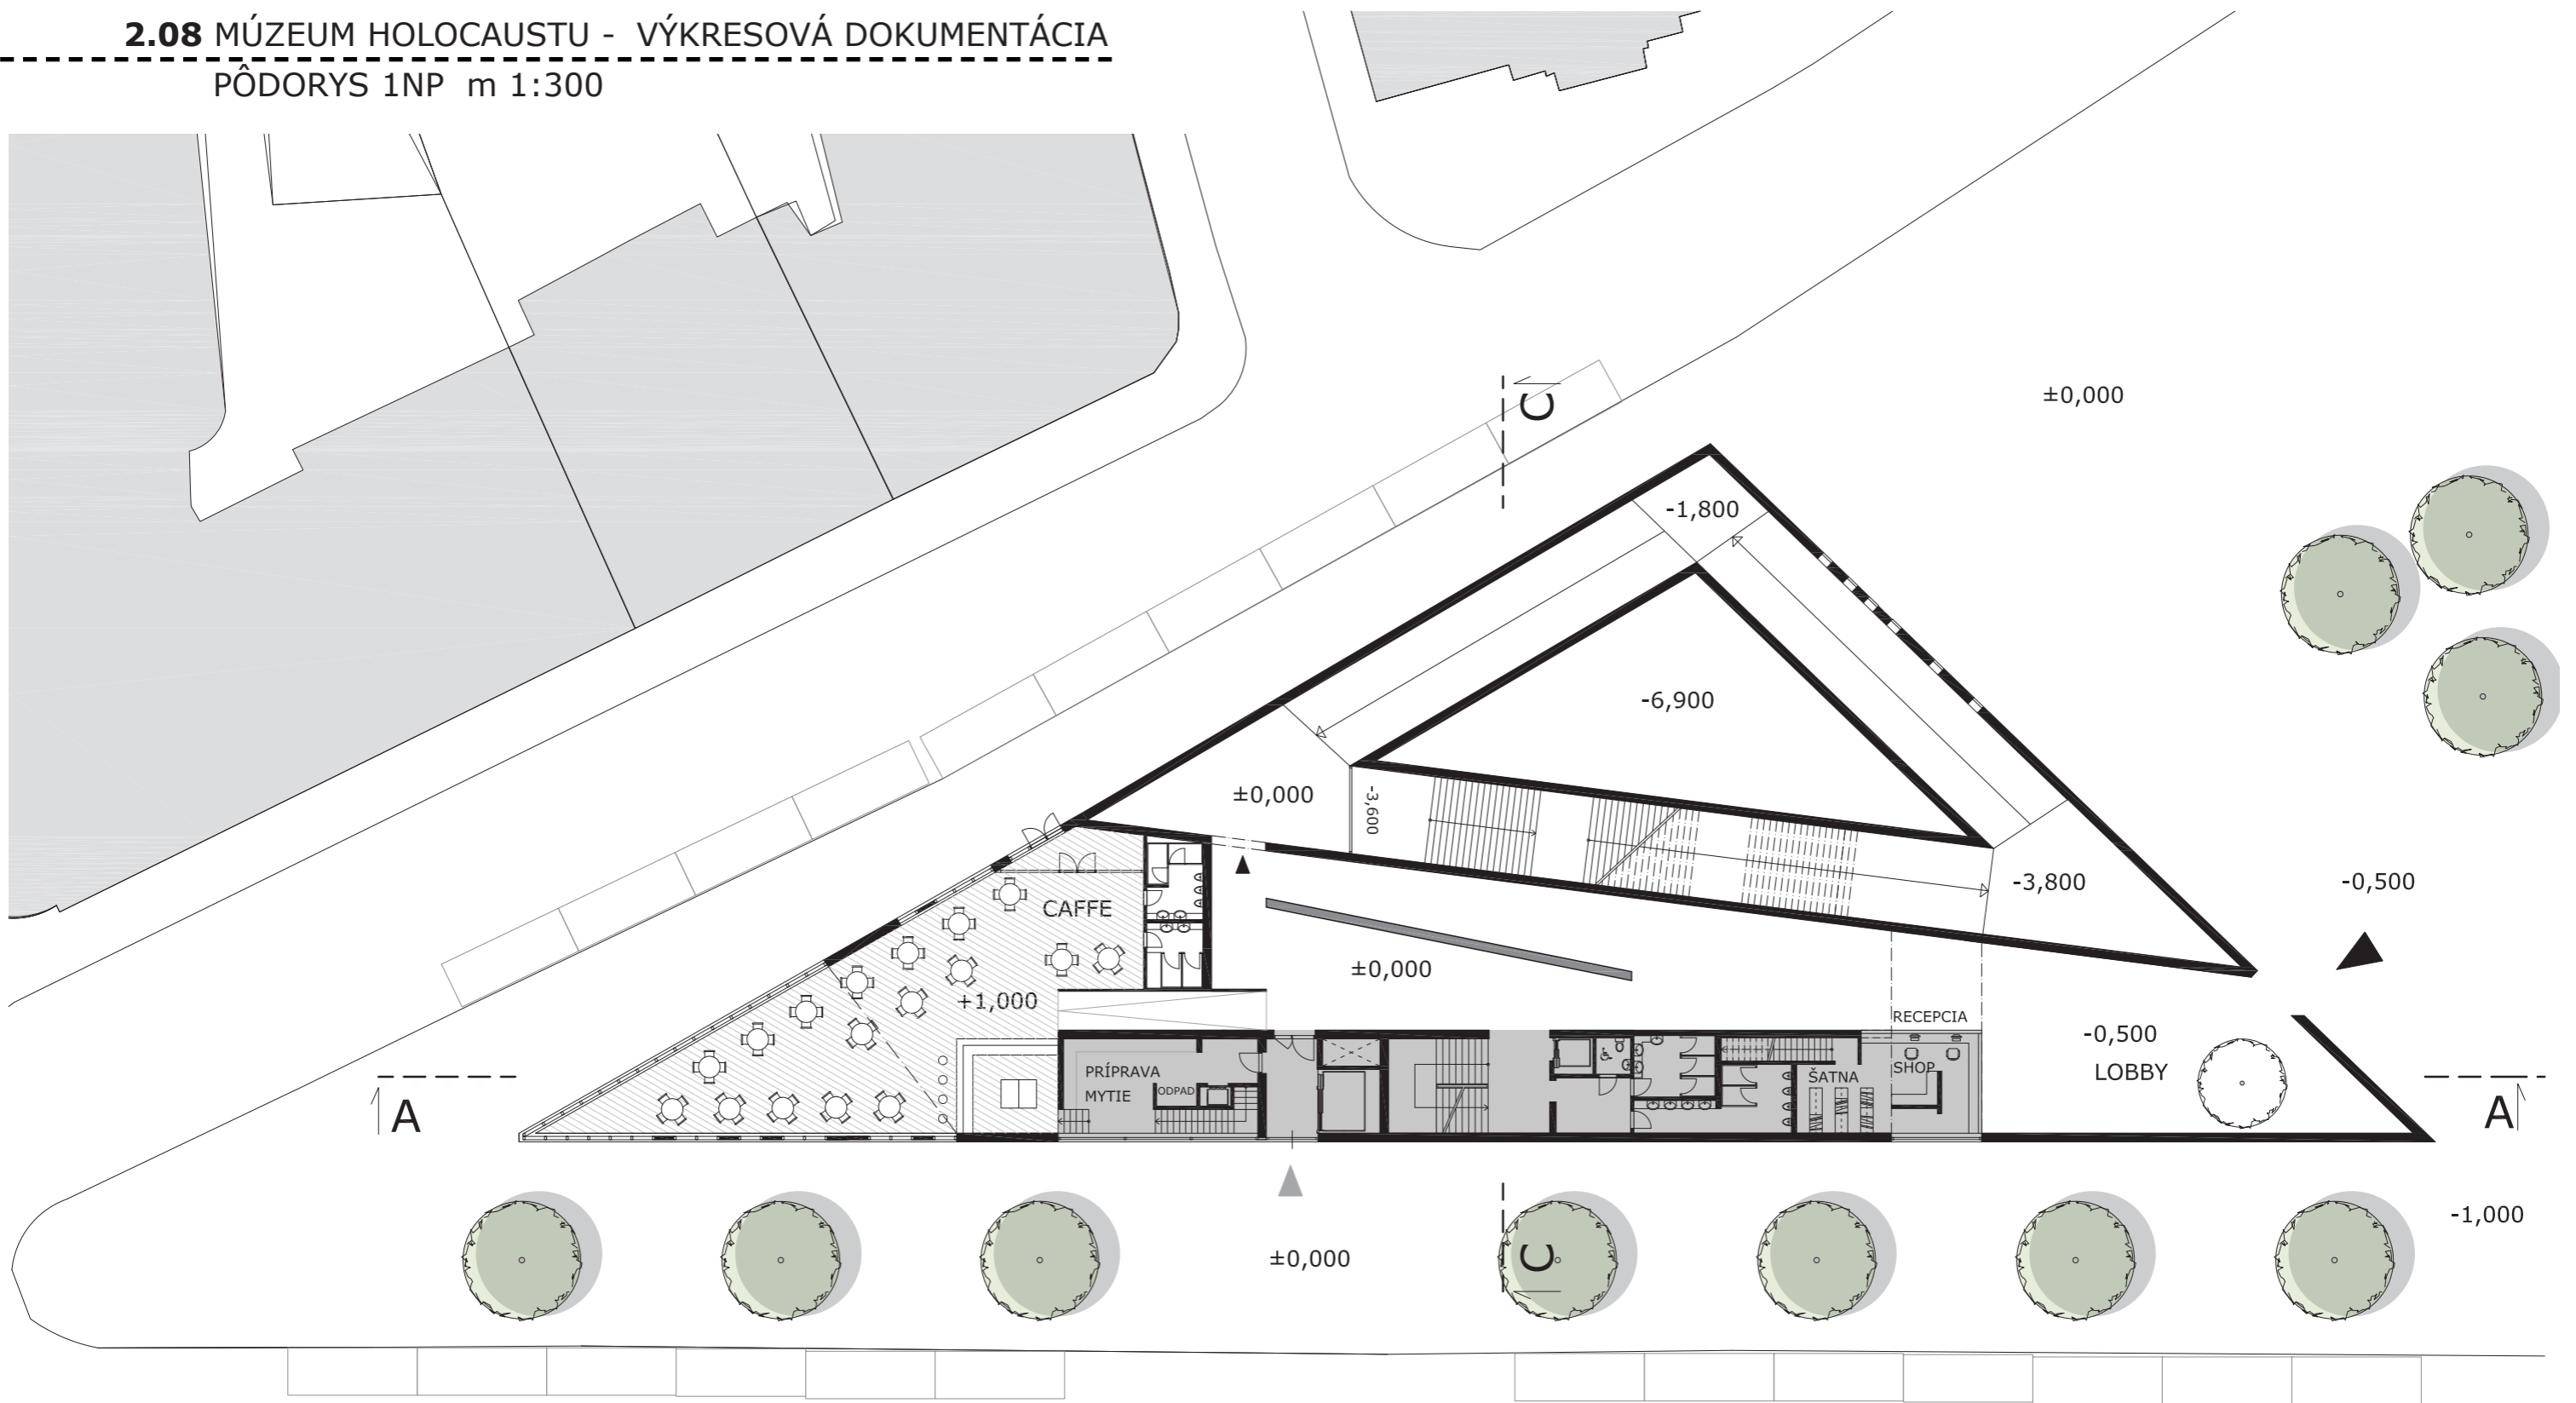 2.08 MÚZEUM HOLOCAUSTU - VÝKRESOVÁ DOKUMENTÁCIA
PÔDORYS 1NP m 1:300
C
±0,000
-1,800
-6,900
±0,000
-3,600
-3,800
-0,500
CAFFE
±0,000
+1,000
RECEPCIA
-0,500
LOBBY
PRÍPRAVA
MYTIE
ODPAD
ŠATNA
SHOP
A
A
-1,000
±0,000
C